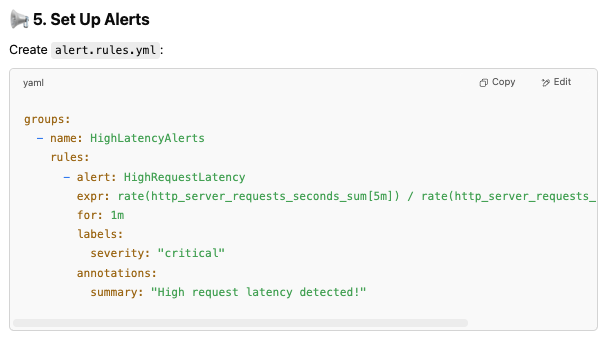 📢 5. Set Up Alerts
Create alert.rules.yml:
yaml
Copy
Edit
groups:
  - name: HighLatencyAlerts
    rules:
      - alert: HighRequestLatency
        expr: rate(http_server_requests_seconds_sum[5m]) / rate(http_server_requests_
        for: 1m
        labels:
          severity: "critical"
        annotations:
          summary: "High request latency detected!"